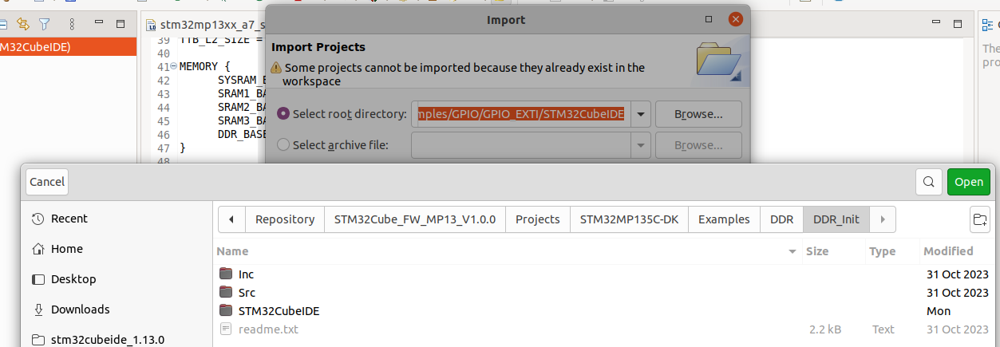 Import
M32CubeIDE)
stm32mp13xx_a7_s
39 TTB_L2_SIZE =
40
41 MEMORY {
42 SYSRAM_B
43 SRAM1_BA
44 SRAM2_BA
45 SRAM3_BA
46 DDR_BASE
47 }
48
Import Projects
Some projects cannot be imported because they already exist in the
workspace
Select root directory: mples/GPIO/GPIO_EXTI/STM32CubeIDE Browse...
Select archive file: Browse...
The
pro
Cancel Open
Recent
Home
Desktop
Downloads
stm32cubeide_1.13.0
Repository STM32Cube_FW_MP13_V1.0.0 Projects STM32MP135C-DK Examples DDR DDR_Init
Name Size Type Modified
Inc 31 Oct 2023
Src 31 Oct 2023
STM32CubeIDE Mon
readme.txt 2.2 kB Text 31 Oct 2023